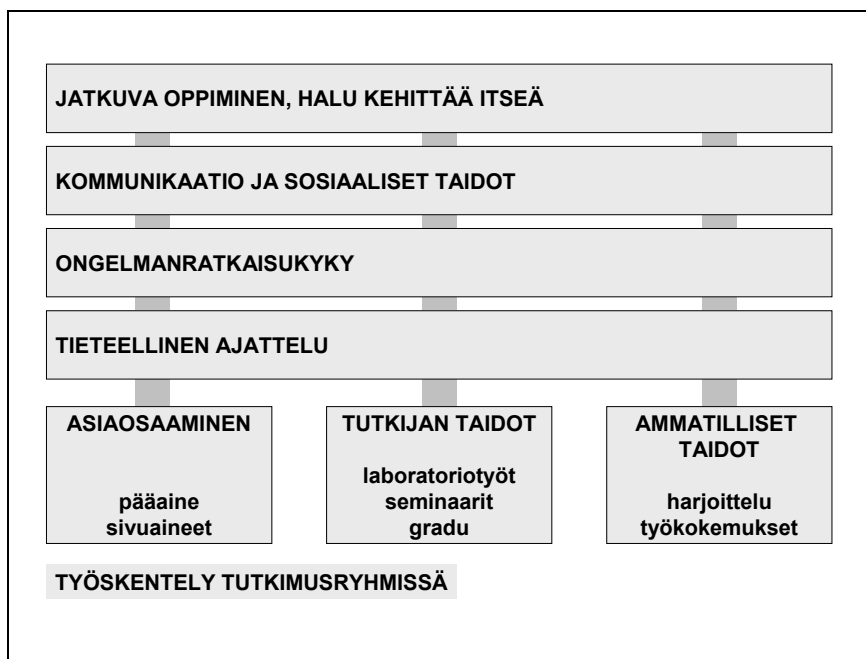 JATKUVA OPPIMINEN, HALU KEHITTÄÄ ITSEÄ
KOMMUNIKAATIO JA SOSIAALISET TAIDOT
ONGELMANRATKAISUKYKY
TIETEELLINEN AJATTELU
ASIAOSAAMINEN
pääaine
sivuaineet
TUTKIJAN TAIDOT
laboratoriotyöt
seminaarit
gradu
AMMATILLISET
TAIDOT
harjoittelu
työkokemukset
TYÖSKENTELY TUTKIMUSRYHMISSÄ